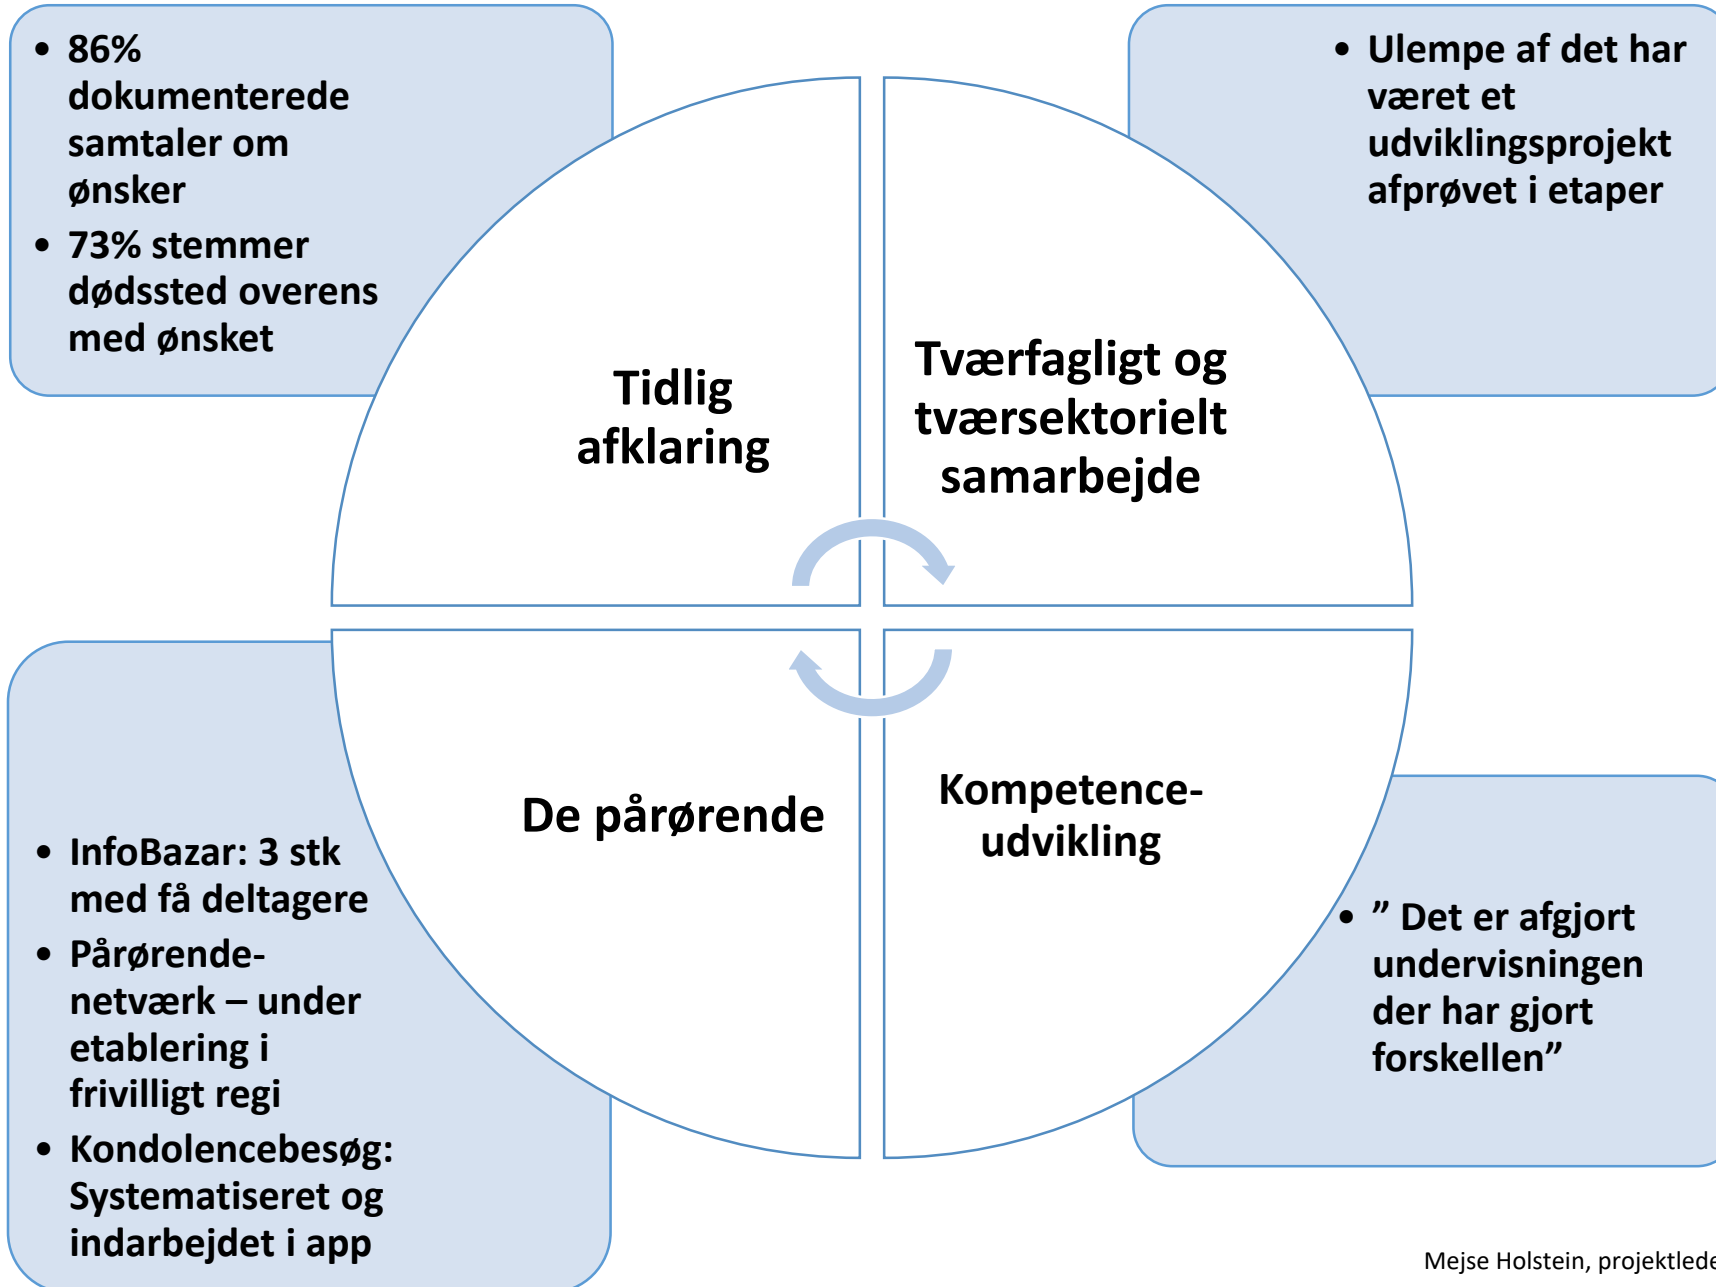 • 86%
dokumenterede
samtaler om
ønsker
• 73% stemmer
dødssted overens
med ønsket
• Ulempe af det har
været et
udviklingsprojekt
afprøvet i etaper
Tidlig
afklaring
Tværfagligt og
tværsektorielt
samarbejde
De pårørende
Kompetence-
udvikling
• InfoBazar: 3 stk
med få deltagere
• Pårørende-
netværk – under
etablering i
frivilligt regi
• Kondolencebesøg:
Systematiseret og
indarbejdet i app
• ” Det er afgjort
undervisningen
der har gjort
forskellen”
Mejse Holstein, projektlede